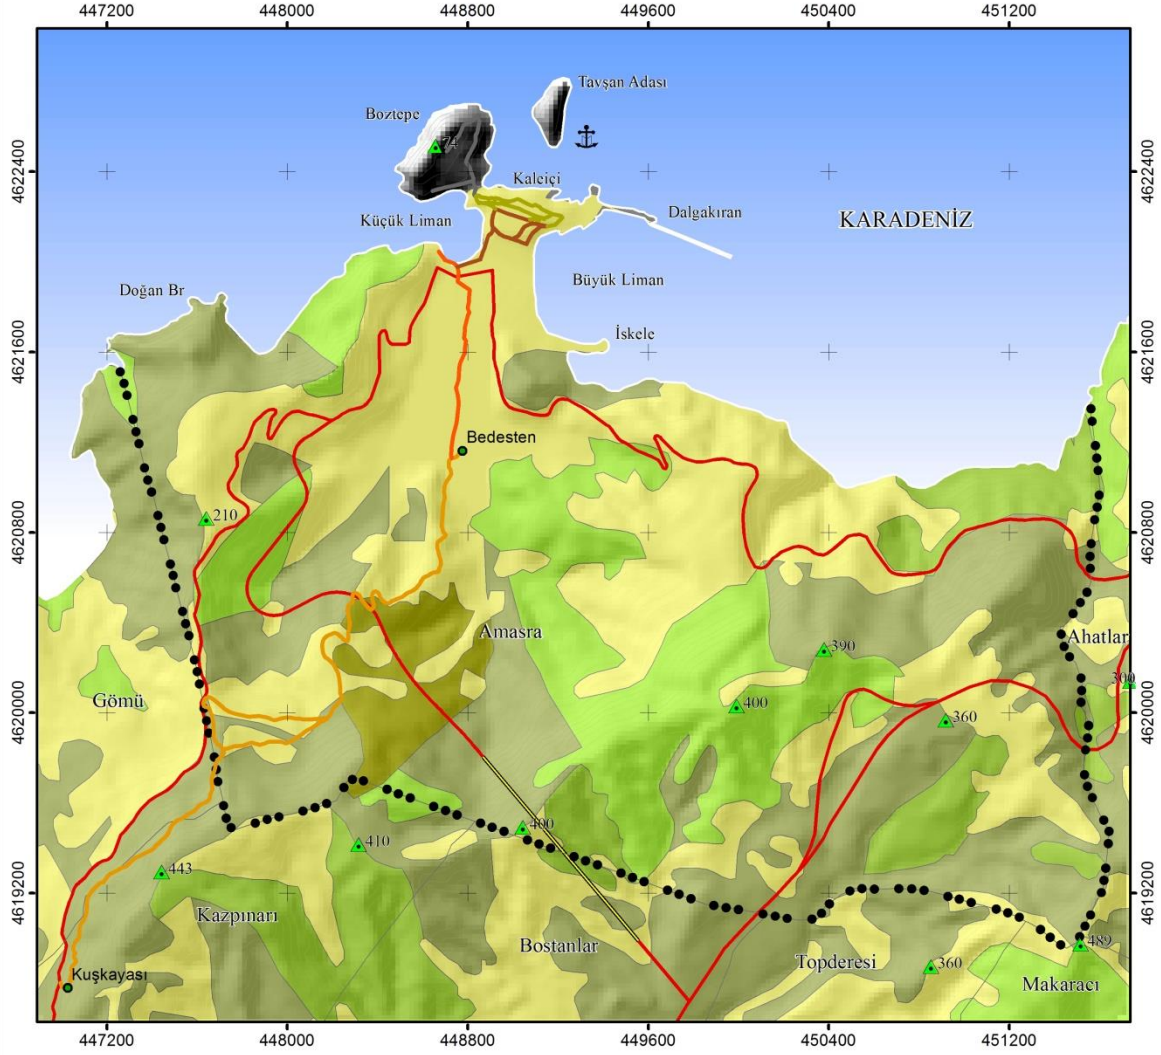 447200 448000 448800 449600 450400 451200
Tavşan Adası
Boztepe
74
4622400 4622400
Kaleiçi
Küçük Liman
Dalgakıran
KARADENİZ
Büyük Liman
Doğan Br
İskele
4621600 4621600
Bedesten
210
4620800 4620800
Amasra
Ahatlar
390
300
Gömü
400
360
4620000 4620000
400
410
443
4619200 4619200
Kazpınarı
Bostanlar
489
Topderesi
360
Kuşkayası
Makaracı
447200 448000 448800 449600 450400 451200